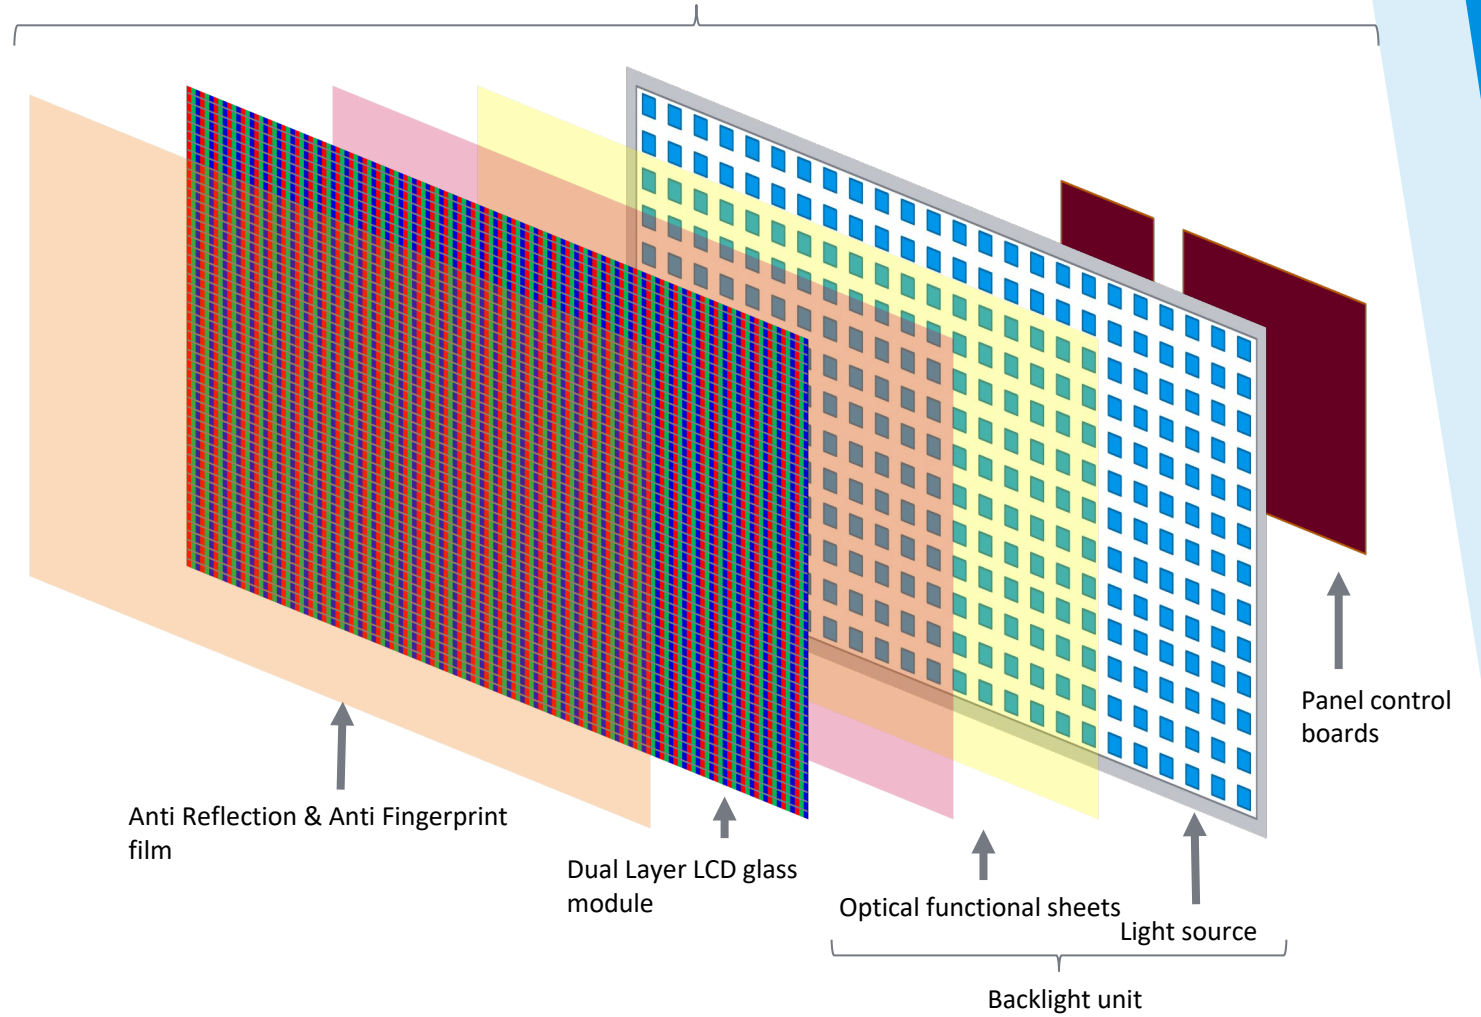 Panel control
boards
Anti Reflection & Anti Fingerprint
film
Dual Layer LCD glass
module
Optical functional sheets
Light source
Backlight unit